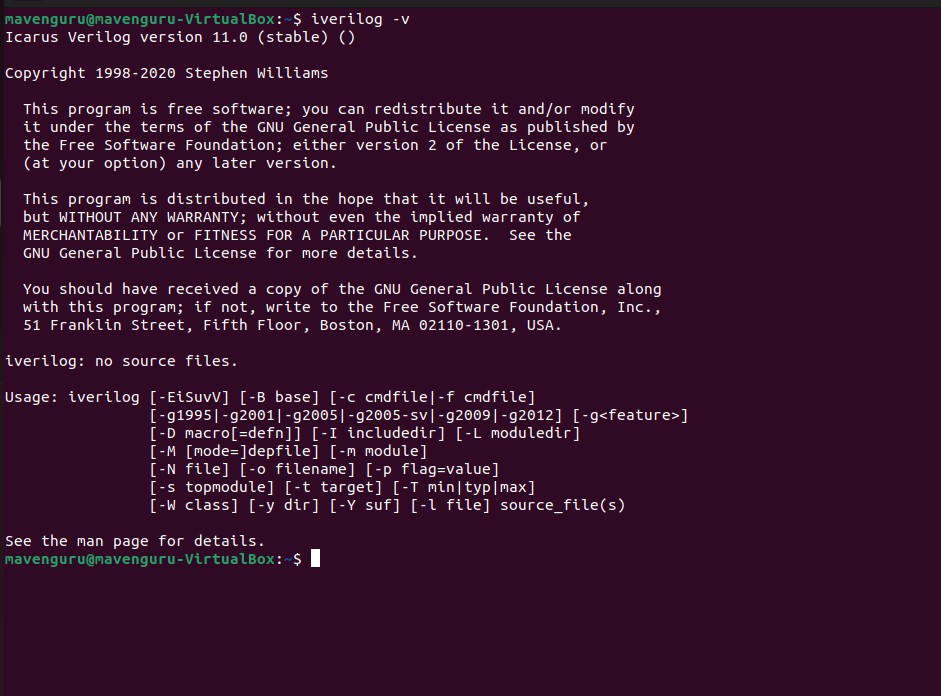 mavenguru@mavenguru-VirtualBox:~$ iverilog -v
Icarus Verilog version 11.0 (stable) ()
Copyright 1998-2020 Stephen Williams
This program is free software; you can redistribute it and/or modify
it under the terms of the GNU General Public License as published by
the Free Software Foundation; either version 2 of the License, or
(at your option) any later version.
This program is distributed in the hope that it will be useful,
but WITHOUT ANY WARRANTY; without even the implied warranty of
MERCHANTABILITY or FITNESS FOR A PARTICULAR PURPOSE.  See the
GNU General Public License for more details.
You should have received a copy of the GNU General Public License along
with this program; if not, write to the Free Software Foundation, Inc.,
51 Franklin Street, Fifth Floor, Boston, MA 02110-1301, USA.
iverilog: no source files.
Usage: iverilog [-EiSuvV] [-B base] [-c cmdfile|-f cmdfile]
[-g1995|-g2001|-g2005|-g2005-sv|-g2009|-g2012] [-g<feature>]
[-D macro[=defn]] [-I includedir] [-L moduledir]
[-M [mode=]depfile] [-m module]
[-N file] [-o filename] [-p flag=value]
[-s topmodule] [-t target] [-T min|typ|max]
[-W class] [-y dir] [-Y suf] [-l file] source_file(s)
See the man page for details.
mavenguru@mavenguru-VirtualBox:~$